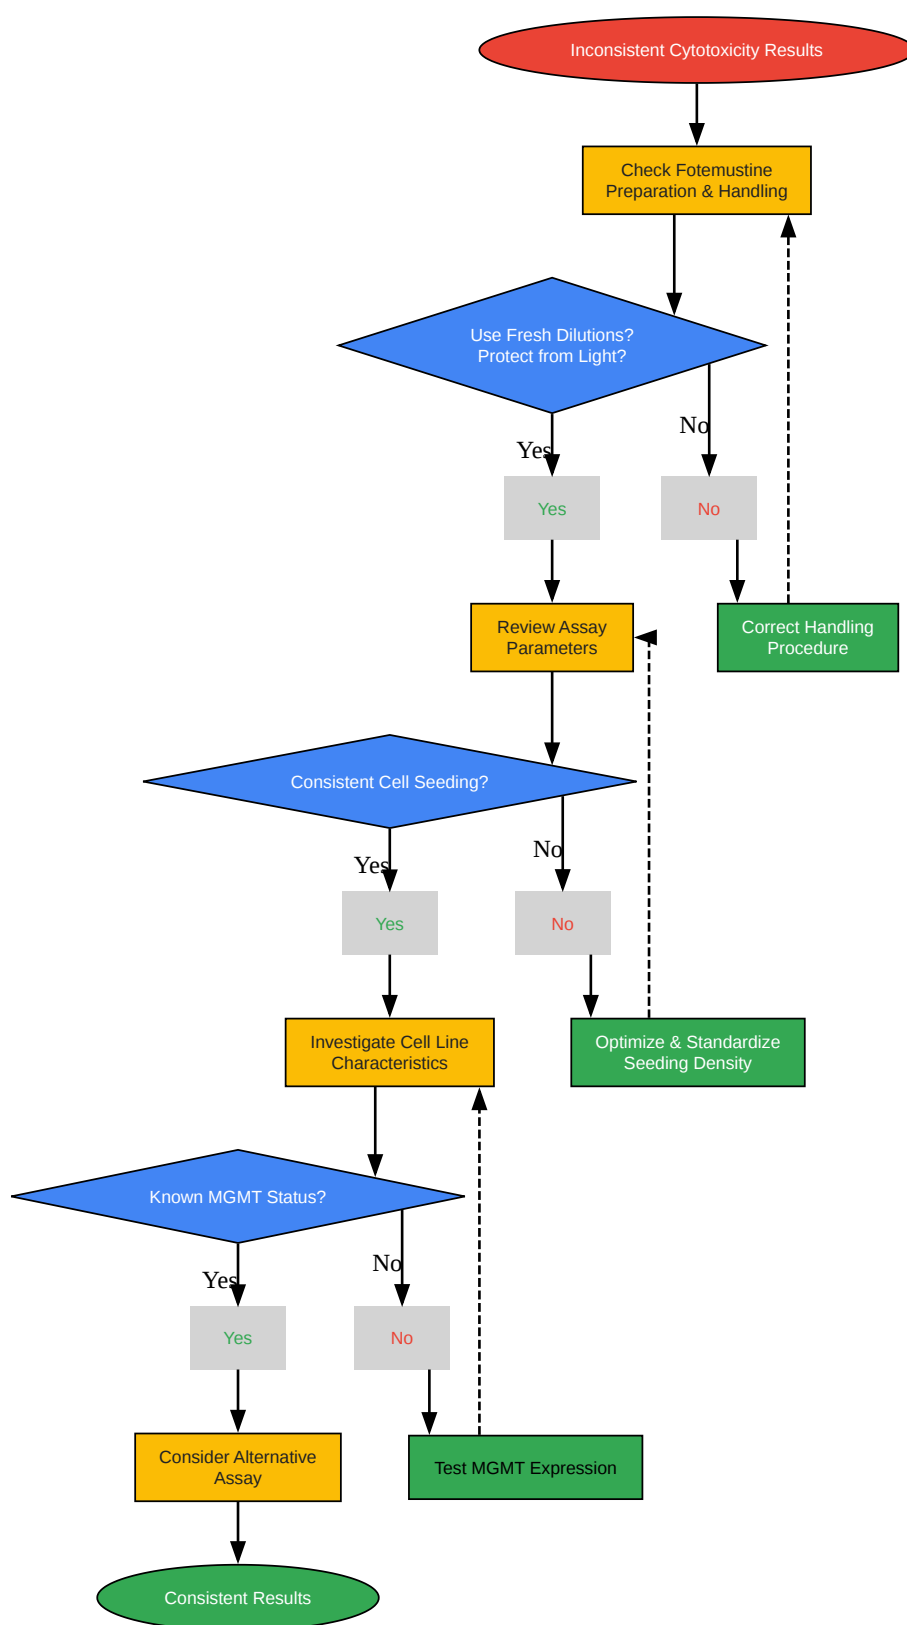 Inconsistent Cytotoxicity Results
Check Fotemustine
Preparation & Handling
Use Fresh Dilutions?
Protect from Light?
Yes
No
Yes
No
Review Assay
Parameters
Correct Handling
Procedure
Consistent Cell Seeding?
Yes
No
Yes
No
Investigate Cell Line
Characteristics
Optimize & Standardize
Seeding Density
Known MGMT Status?
Yes
No
Yes
No
Consider Alternative
Assay
Test MGMT Expression
Consistent Results